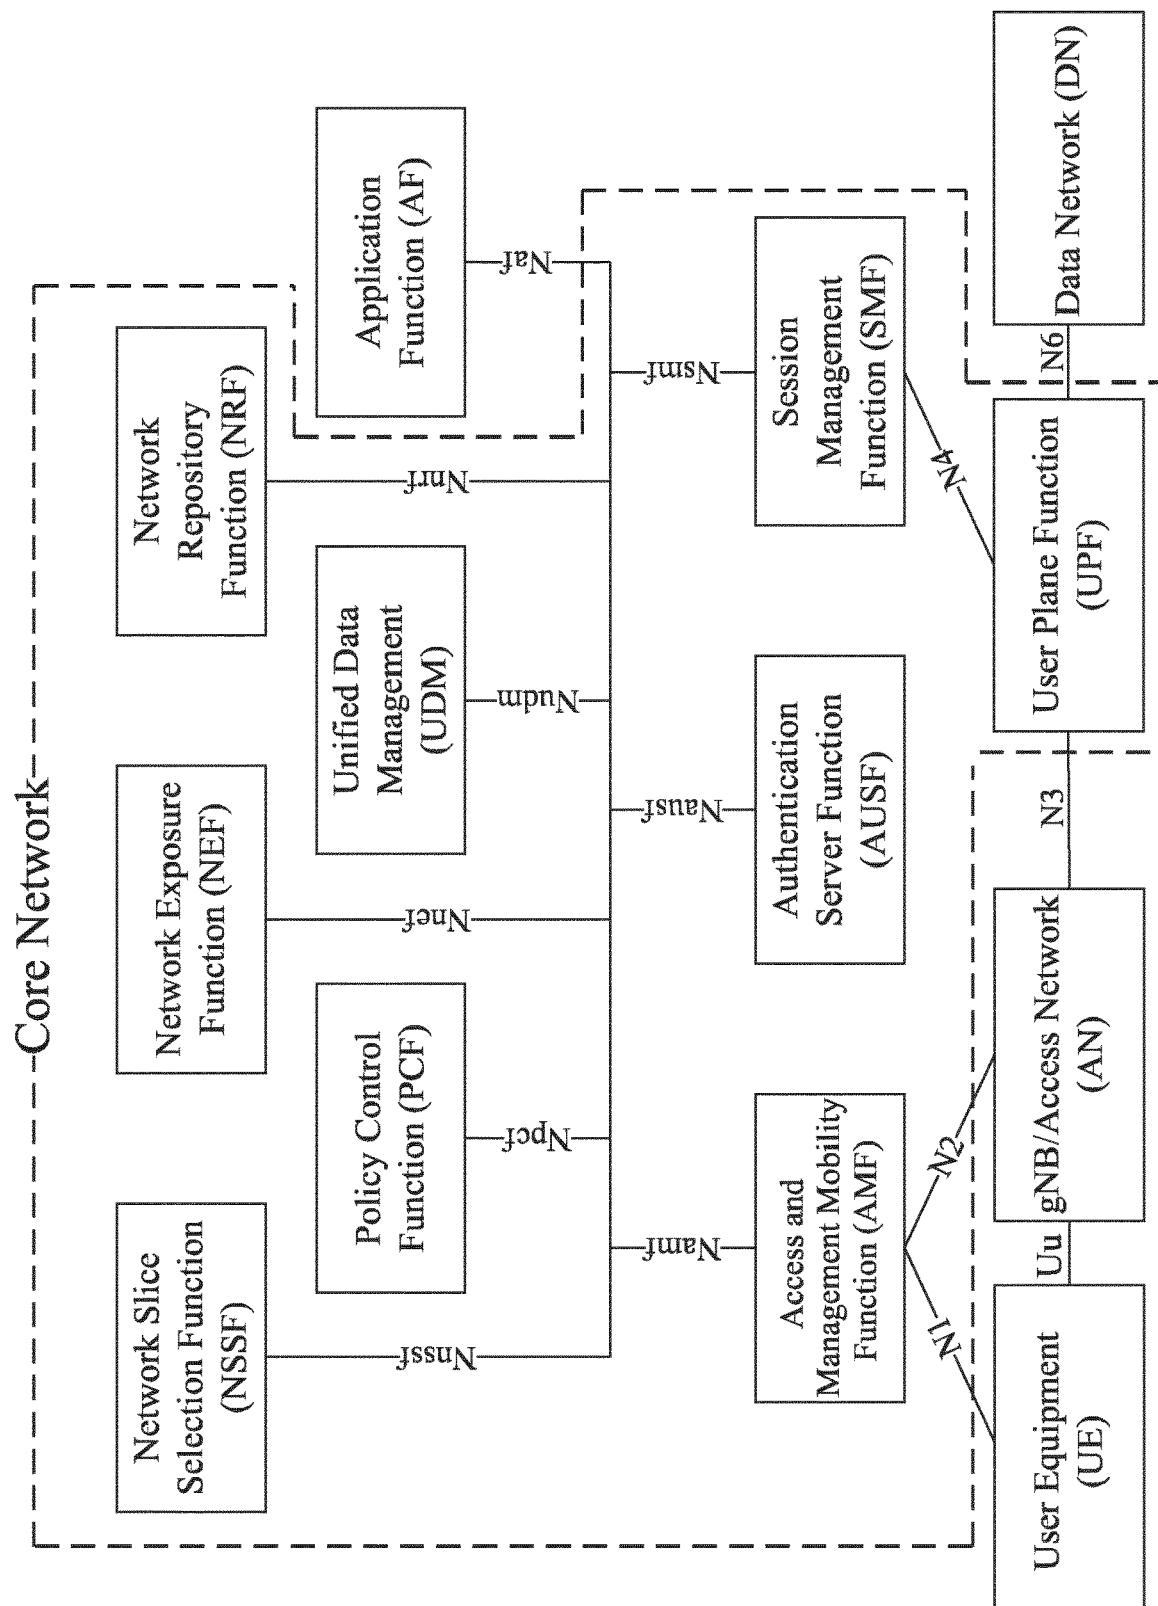 Core Network
Network Slice
Selection Function
(NSSF)
Network Exposure
Function (NEF)
Network
Repository
Function (NRF)
Policy Control
Function (PCF)
Unified Data
Management
(UDM)
Application
Function (AF)
Nnssf
Npcf
Nnef
Nudm
Nnrf
Naf
Namf
Nausf
Nsmf
Access and
Management Mobility
Function (AMF)
Authentication
Server Function
(AUSF)
Session
Management
Function (SMF)
N1
N2
N4
User Equipment
(UE)
Uu
gNB/Access Network
(AN)
N3
User Plane Function
(UPF)
N6
Data Network (DN)